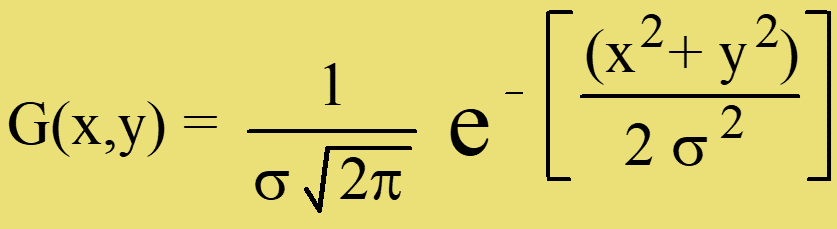 G(x,y) = 1 / (σ √(2π)) e^-[(x²+ y²) / (2 σ²)]